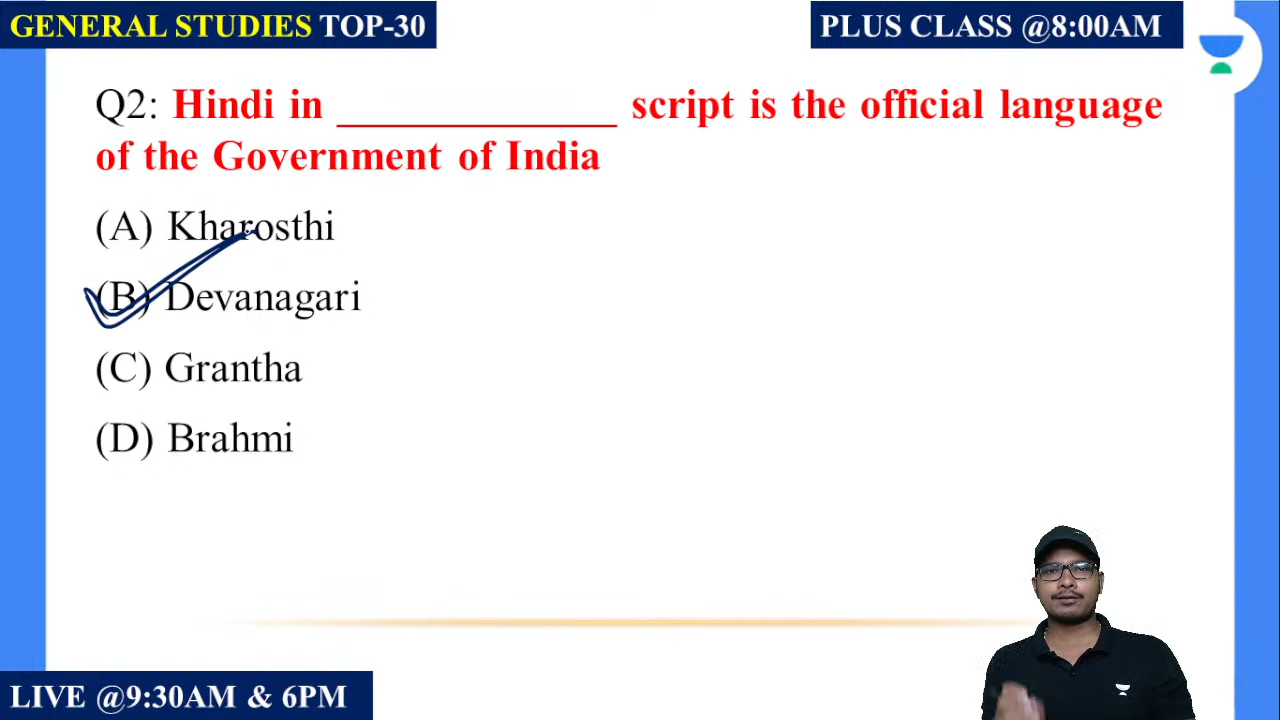 GENERAL STUDIES TOP-30
PLUS CLASS @8:00AM
Q2: Hindi in ______________ script is the official language
of the Government of India
(A) Kharosthi
(B) Devanagari
(C) Grantha
(D) Brahmi
LIVE @9:30AM & 6PM